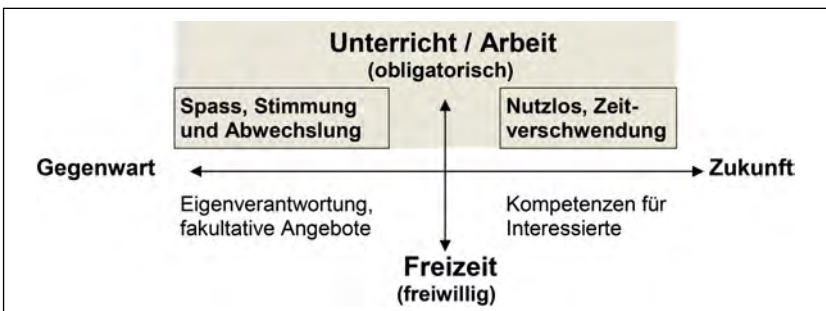 Unterricht / Arbeit
(obligatorisch)
Spass, Stimmung
und Abwechslung
Nutzlos, Zeit-
verschwendung
Gegenwart
Zukunft
Eigenverantwortung,
fakultative Angebote
Kompetenzen für
Interessierte
Freizeit
(freiwillig)